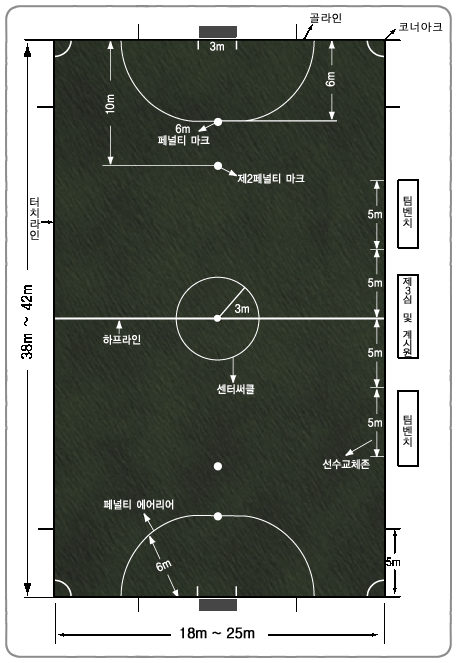 골라인
코너아크
3m
10m
6m
6m
페널티 마크
제2페널티 마크
터치라인
팀벤치
5m
5m
제3심 및 계시원
3m
38m ~ 42m
하프라인
5m
센터써클
5m
팀벤치
선수교체존
페널티 에어리어
6m
5m
18m ~ 25m